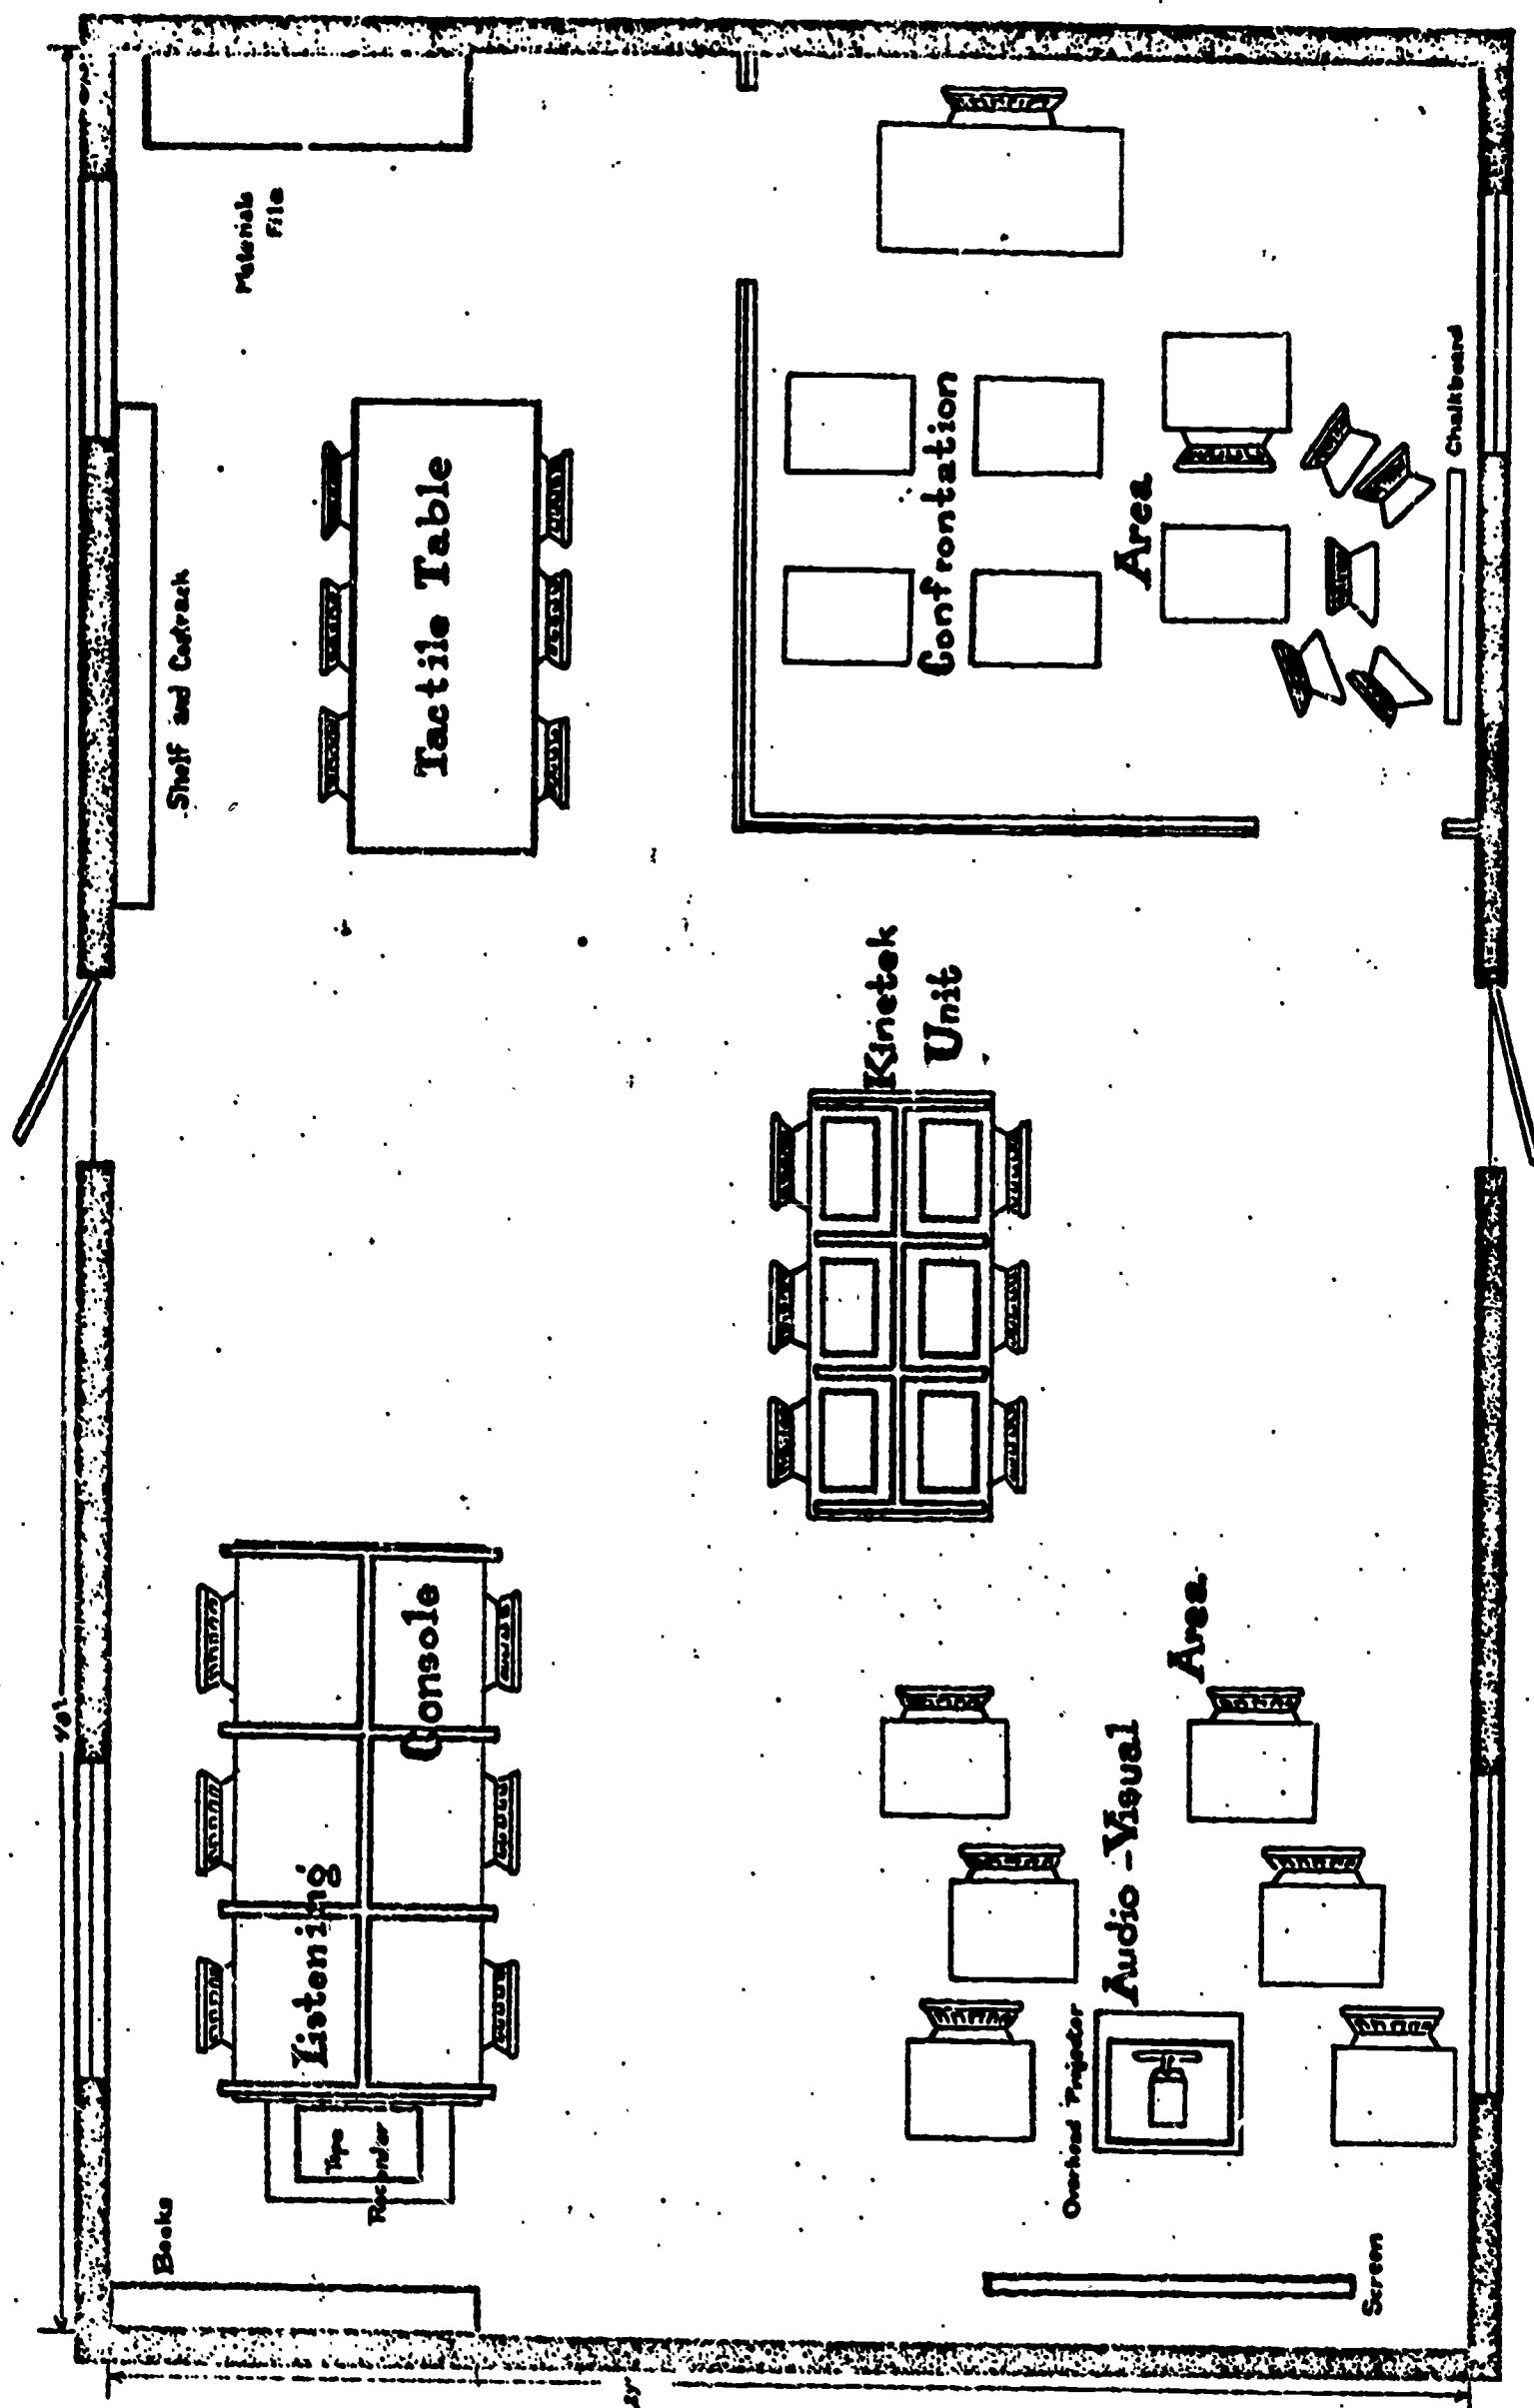 Materials
File
Shelf and Coatrack
Tactile Table
Confrontation
Area
Chalkboard
Kinetek
Unit
Listening
Console
Tape
Recorder
Books
Audio-Visual
Area
Overhead Projector
Screen
40'